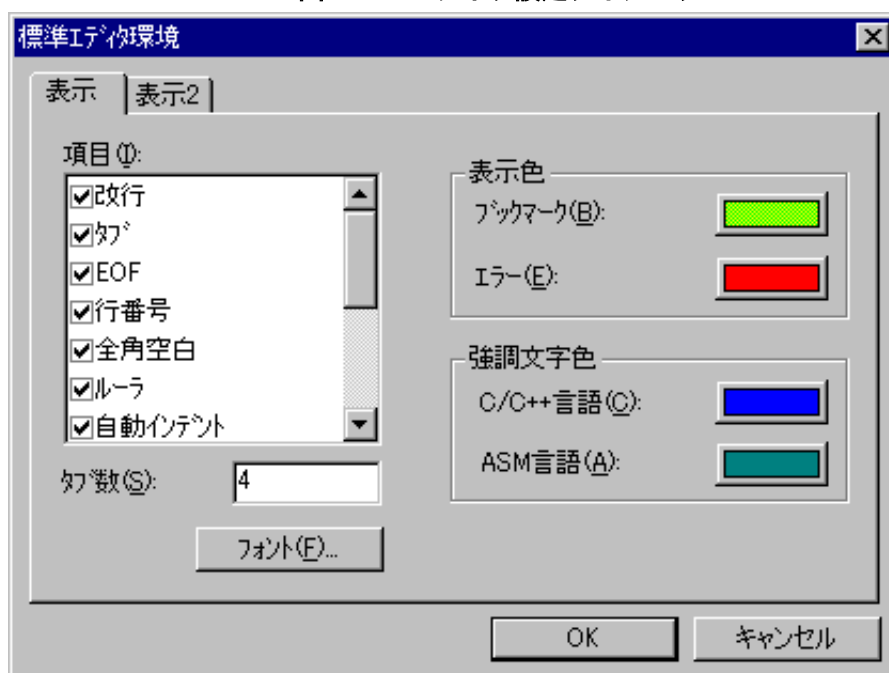 標準ｴﾃﾞｨﾀ環境
表示
表示2
項目(I):
改行
ﾀﾌﾞ
EOF
行番号
全角空白
ルーラ
自動ｲﾝﾃﾞﾝﾄ
ﾀﾌﾞ数(S):
4
ﾌｫﾝﾄ(F)...
表示色
ﾌﾞｯｸﾏｰｸ(B):
ｴﾗｰ(E):
強調文字色
C/C++言語(C):
ASM言語(A):
OK
キャンセル